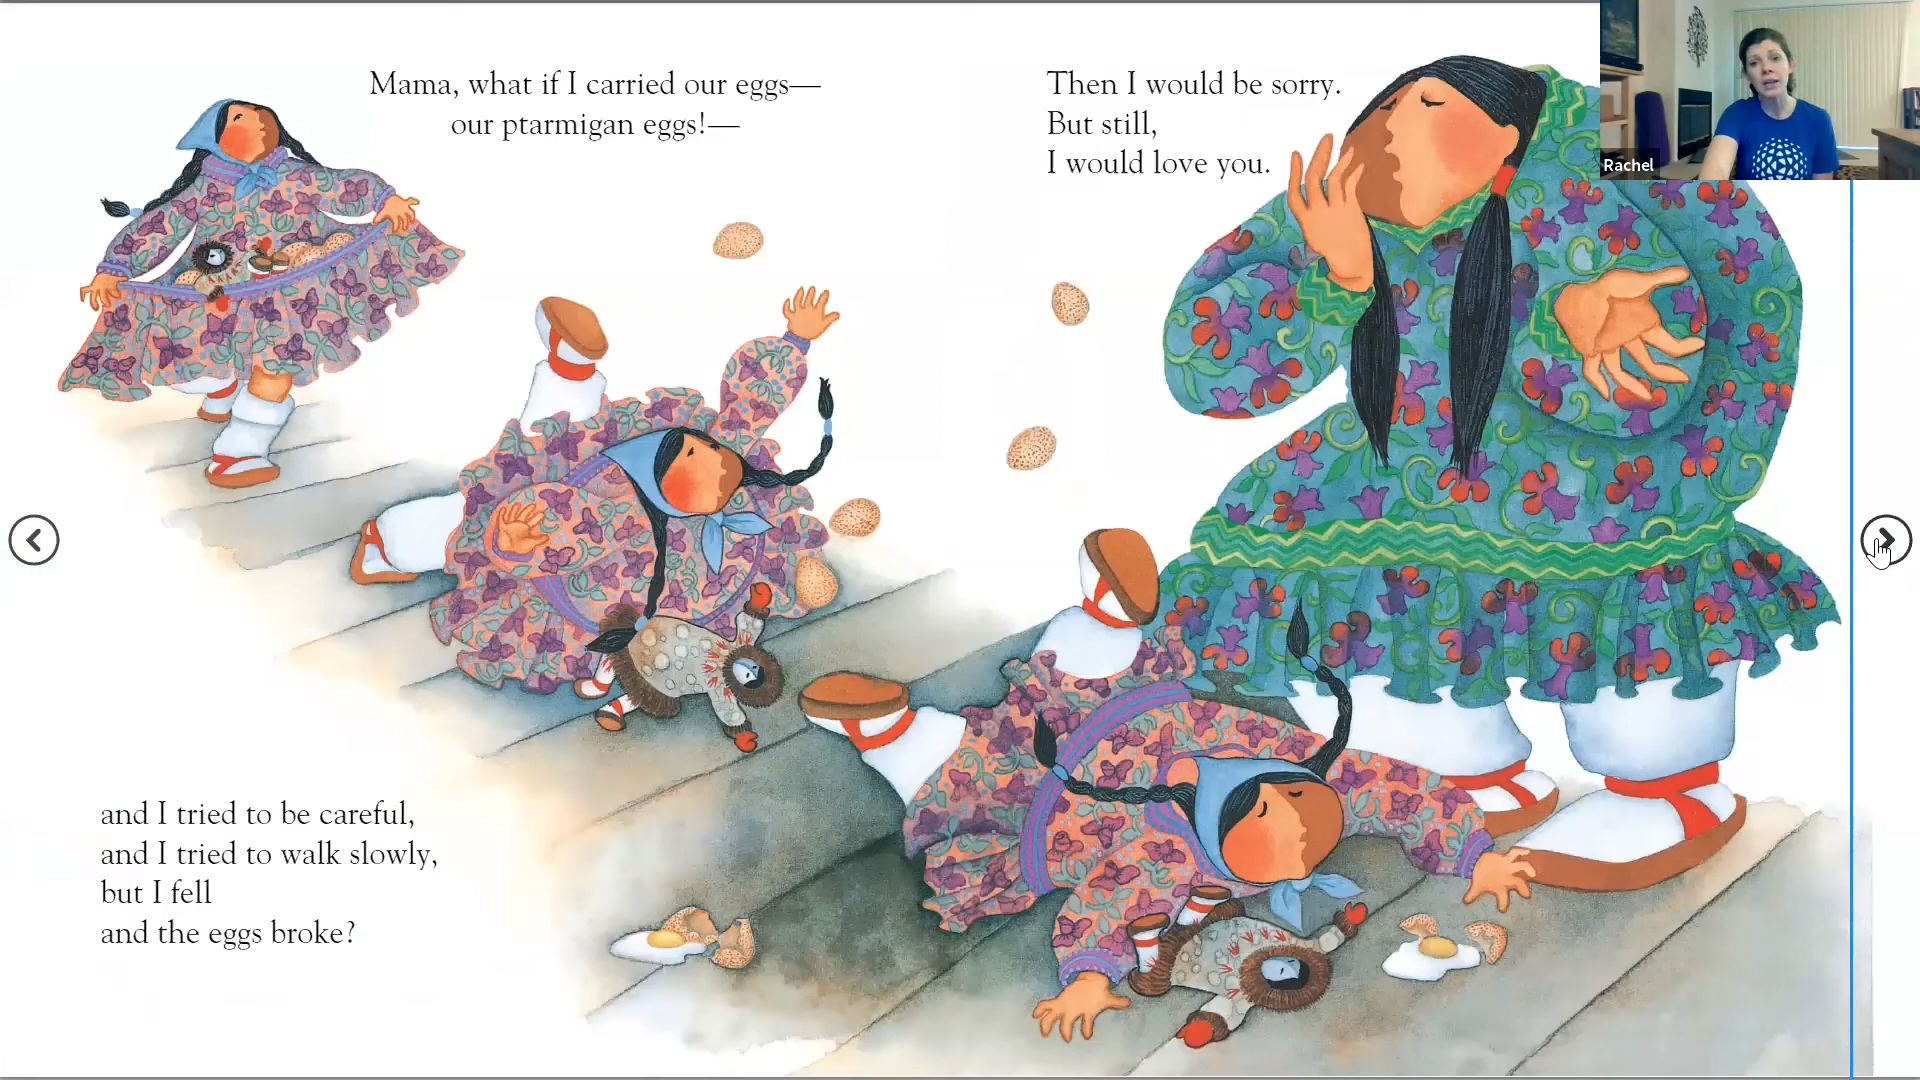 Mama, what if I carried our eggs—
our ptarmigan eggs!—
and I tried to be careful,
and I tried to walk slowly,
but I fell
and the eggs broke?
Then I would be sorry.
But still,
I would love you.
Rachel